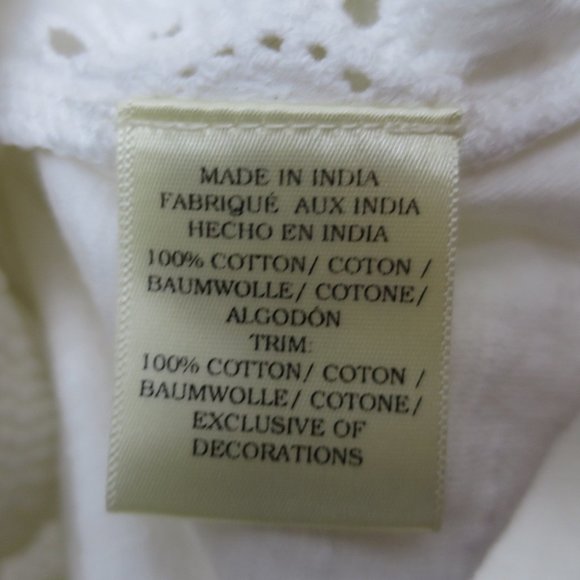 MADE IN INDIA
FABRIQUÉ AUX INDIA
HECHO EN INDIA
100% COTTON/ COTON /
BAUMWOLLE/ COTONE/
ALGODÓN
TRIM:
100% COTTON/ COTON /
BAUMWOLLE/ COTONE/
EXCLUSIVE OF
DECORATIONS